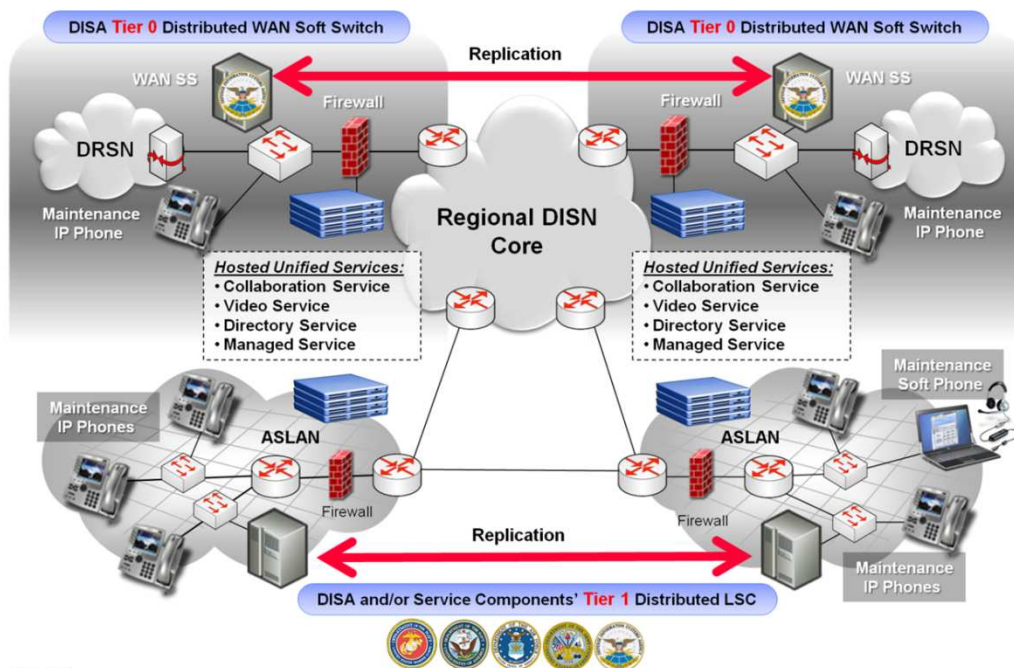 DISA Tier 0 Distributed WAN Soft Switch
DISA Tier 0 Distributed WAN Soft Switch
Replication
WAN SS
WAN SS
Firewall
Firewall
DRSN
DRSN
Maintenance
IP Phone
Maintenance
IP Phone
Regional DISN
Core
Hosted Unified Services:
• Collaboration Service
• Video Service
• Directory Service
• Managed Service
Hosted Unified Services:
• Collaboration Service
• Video Service
• Directory Service
• Managed Service
Maintenance
Soft Phone
Maintenance
IP Phones
ASLAN
ASLAN
Firewall
Firewall
Replication
Maintenance
IP Phones
DISA and/or Service Components' Tier 1 Distributed LSC